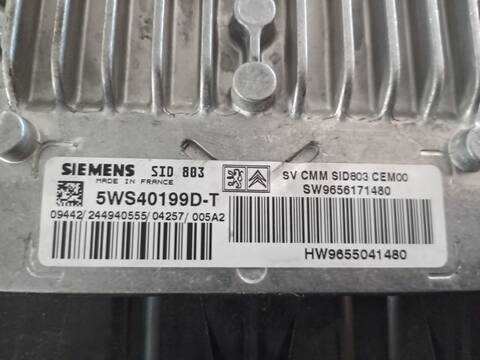 SIEMENS SID 803
MADE IN FRANCE
5WS40199D-T
09442/244940555/04257/005A2
SV CMM SID803 CEM00
SW9656171480
HW9655041480